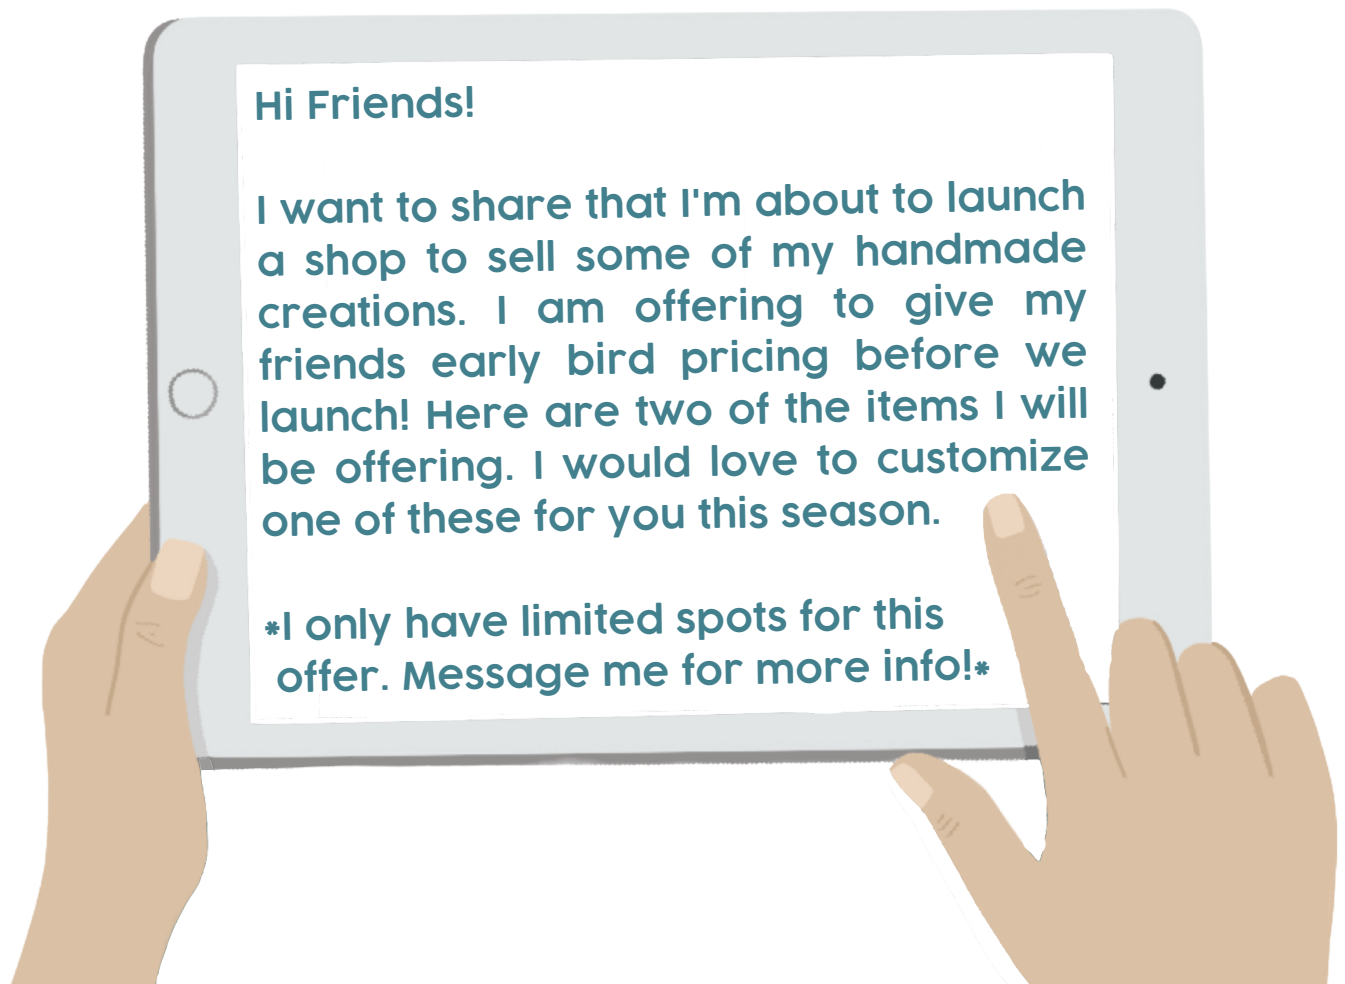 Hi Friends!
I want to share that I'm about to launch
a shop to sell some of my handmade
creations. I am offering to give my
friends early bird pricing before we
launch! Here are two of the items I will
be offering. I would love to customize
one of these for you this season.
*I only have limited spots for this
offer. Message me for more info!*